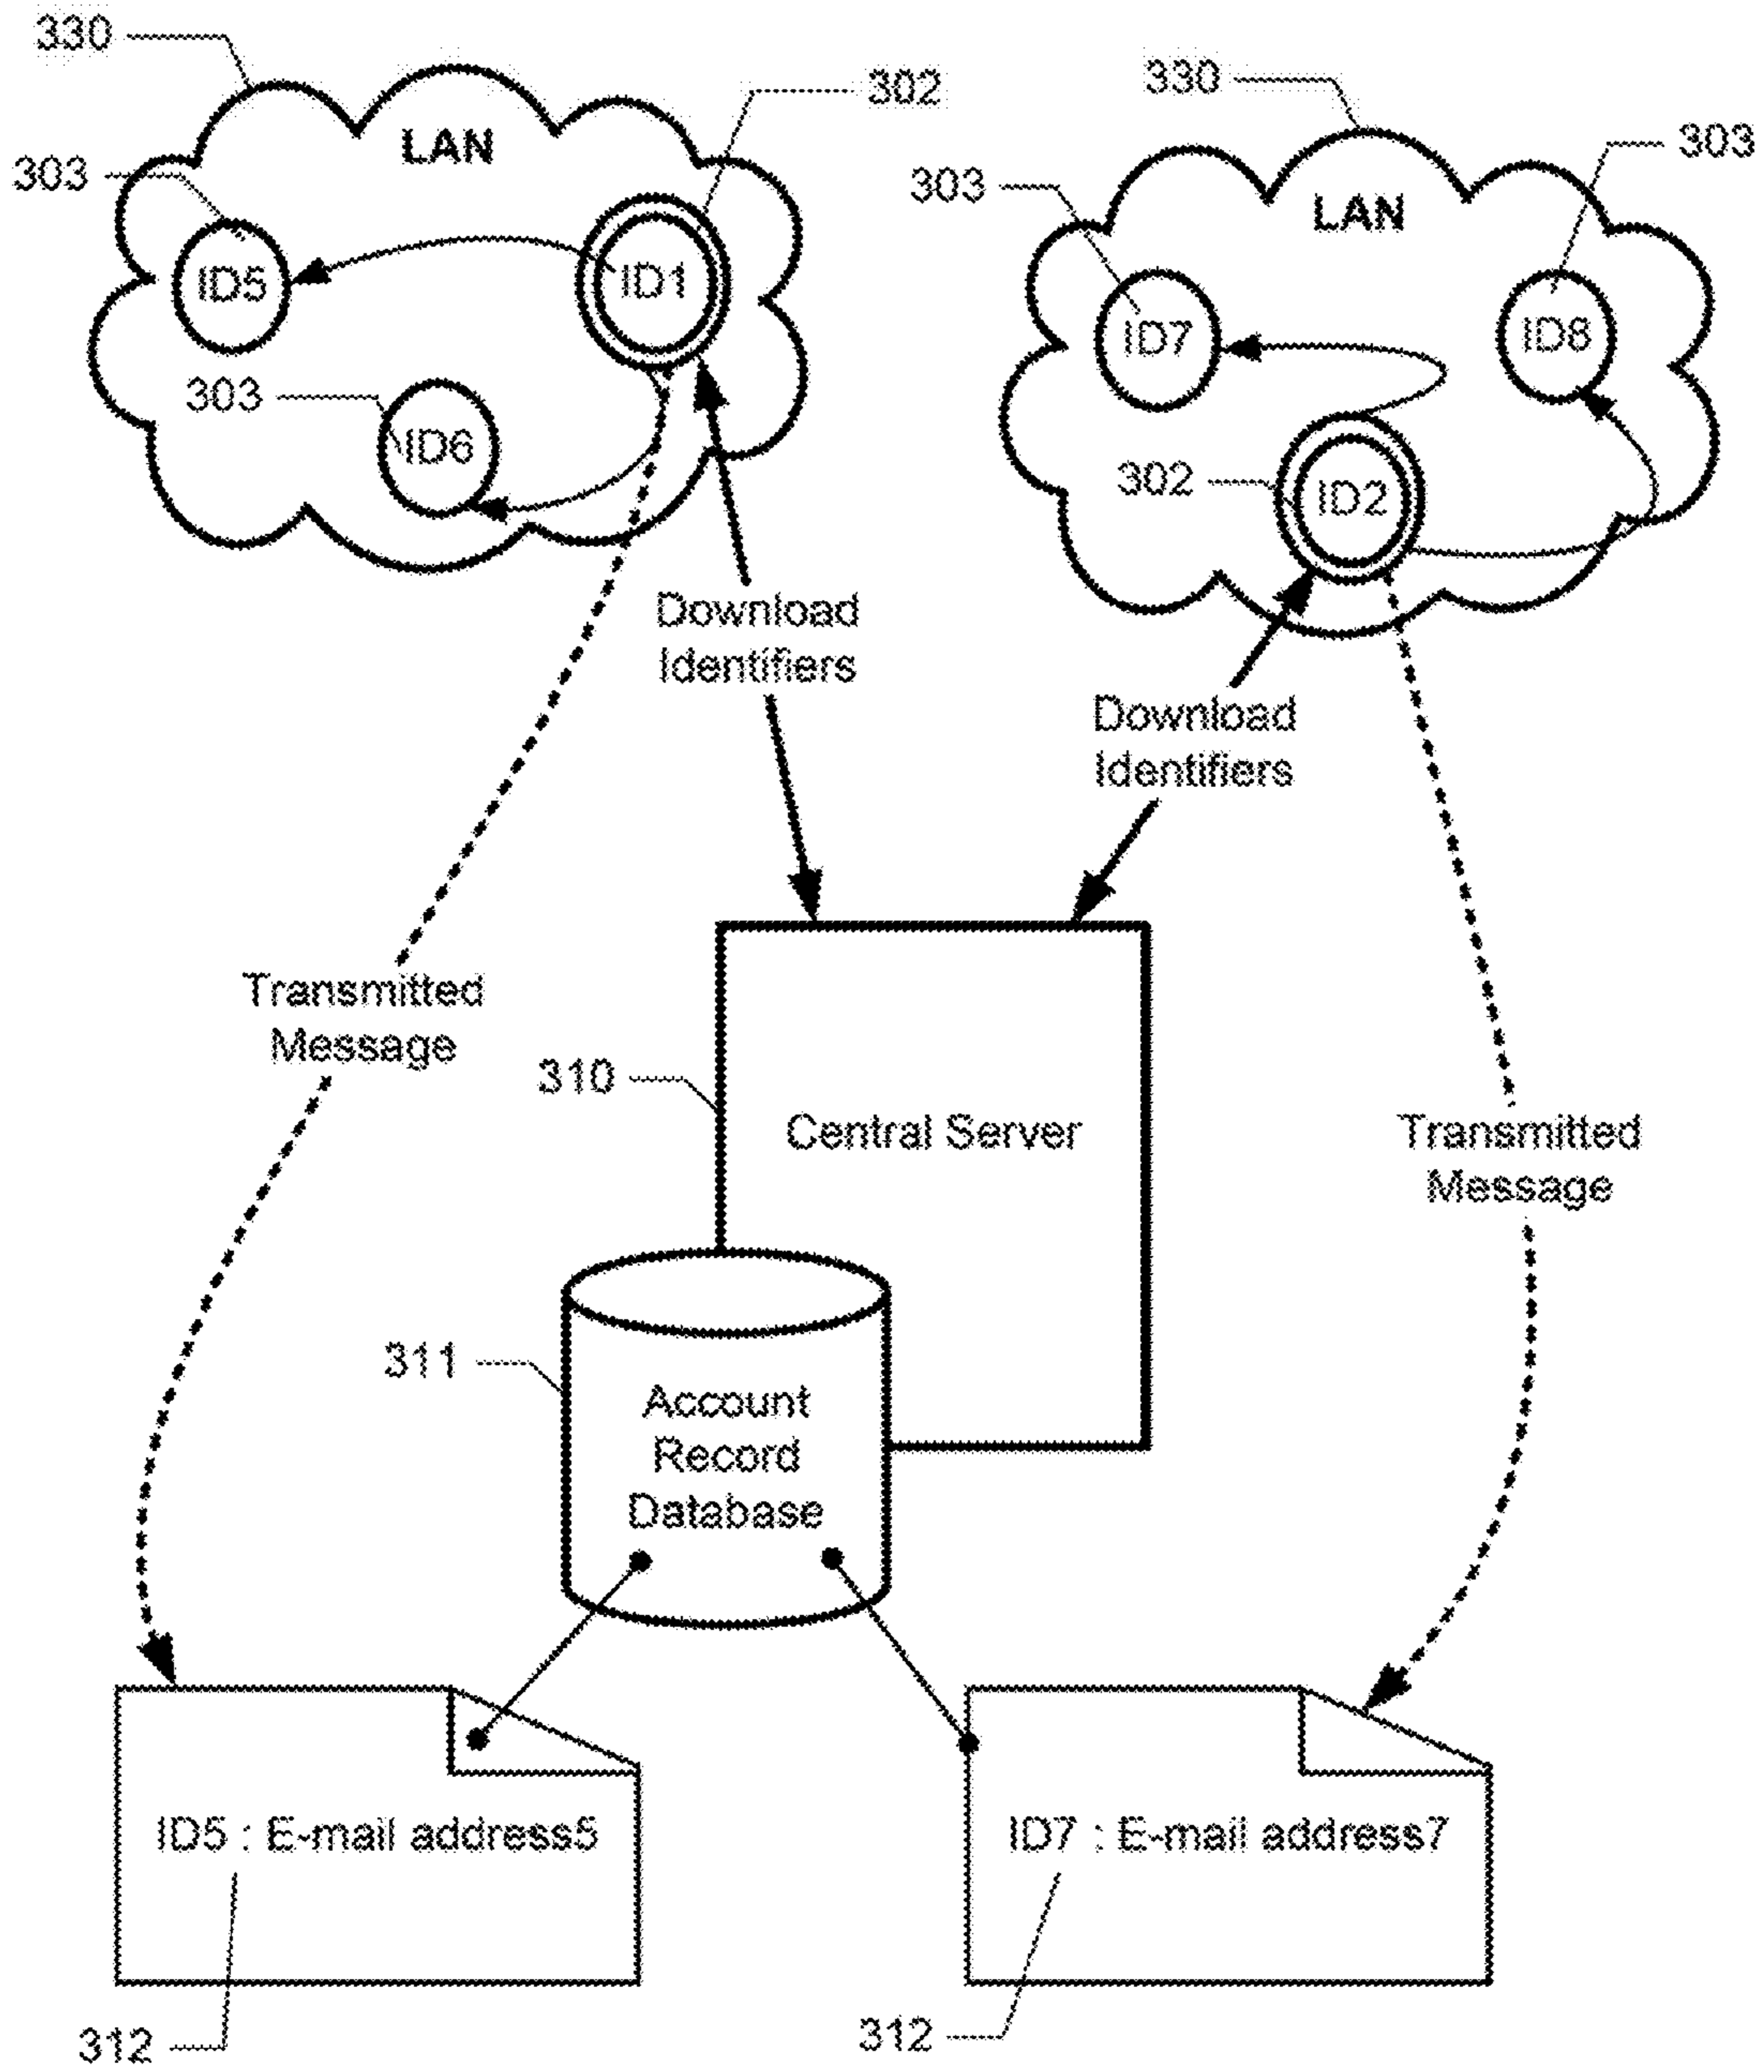 330
302
330
303
LAN
303
303
LAN
ID5
ID1
ID7
ID8
303
ID6
302
ID2
Download
Identifiers
Download
Identifiers
Transmitted
Message
310
Central Server
Transmitted
Message
311
Account
Record
Database
ID5 : E-mail address5
ID7 : E-mail address7
312
312